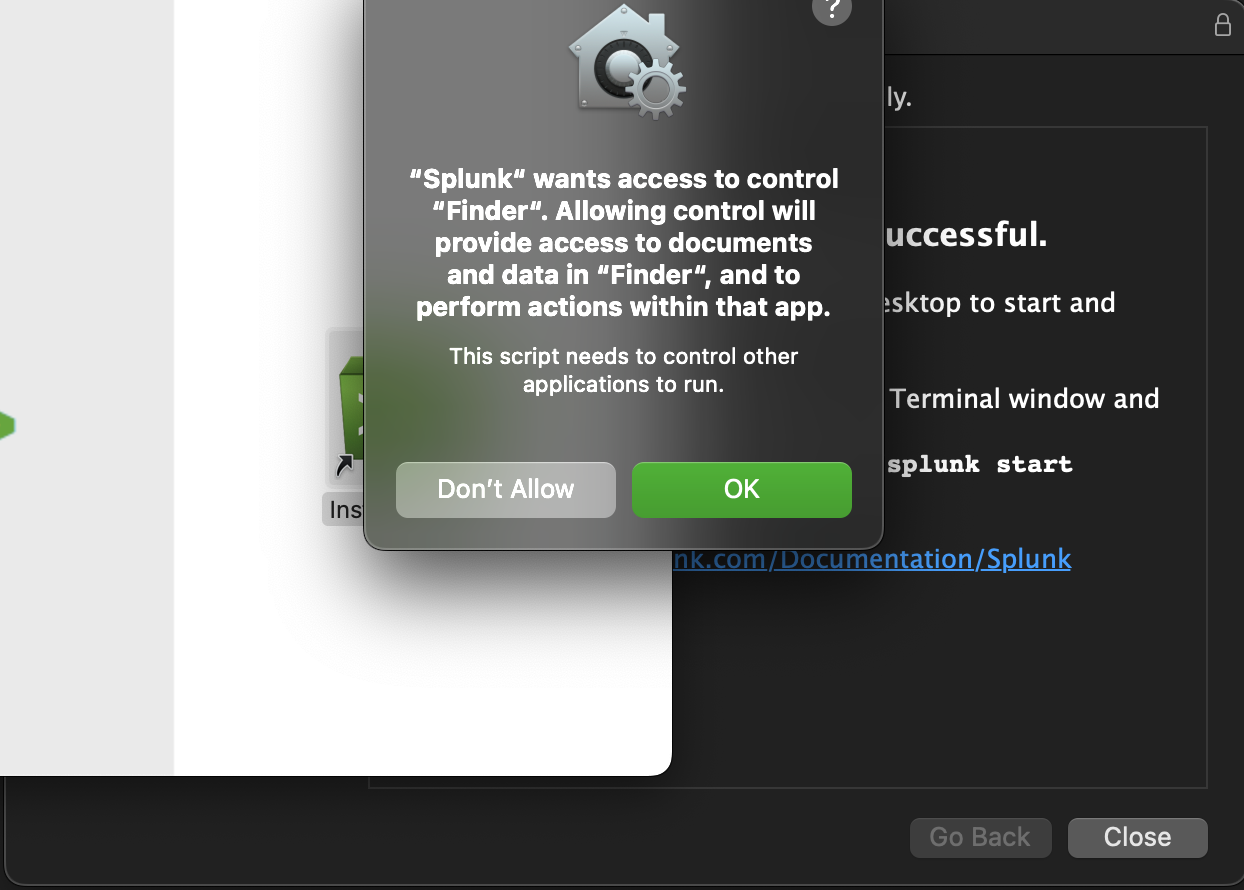 ?
“Splunk“ wants access to control
“Finder“. Allowing control will
provide access to documents
and data in “Finder“, and to
perform actions within that app.
This script needs to control other
applications to run.
Don’t Allow
OK
Ins
ly.
uccessful.
esktop to start and
Terminal window and
splunk start
nk.com/Documentation/Splunk
Go Back
Close